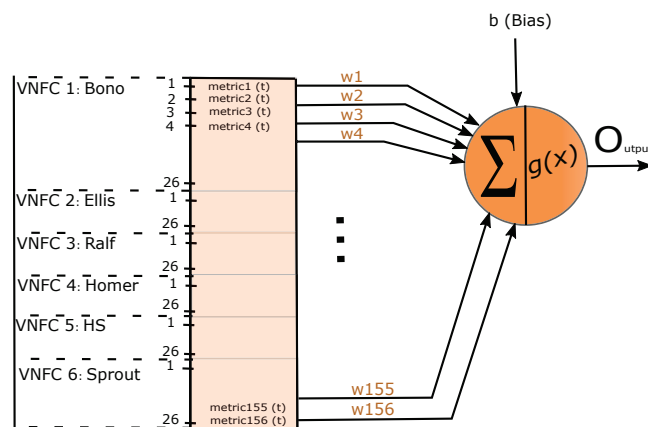 b (Bias)
VNFC 1: Bono
1 metric1 (t) w1
2 metric2 (t) w2
3 metric3 (t) w3
4 metric4 (t) w4
∑ g(x) Output
26
VNFC 2: Ellis
1
26
VNFC 3: Ralf
1
26
VNFC 4: Homer
1
26
VNFC 5: HS
1
26
VNFC 6: Sprout
1
metric155 (t) w155
26 metric156 (t) w156